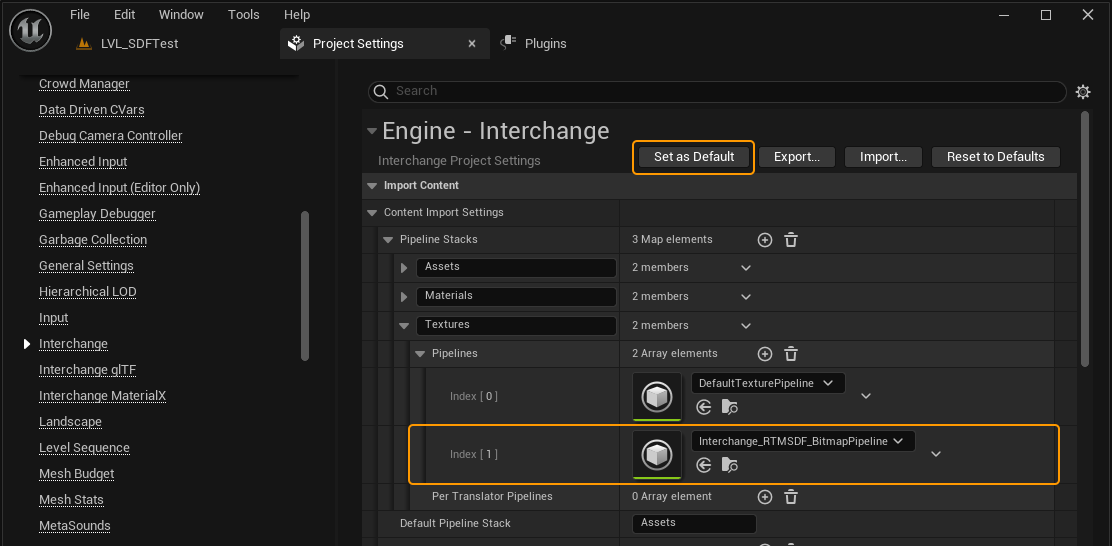 File Edit Window Tools Help
LVL_SDFTest Project Settings Plugins
Crowd Manager
Data Driven CVars
Debug Camera Controller
Enhanced Input
Enhanced Input (Editor Only)
Gameplay Debugger
Garbage Collection
General Settings
Hierarchical LOD
Input
Interchange
Interchange glTF
Interchange MaterialX
Landscape
Level Sequence
Mesh Budget
Mesh Stats
MetaSounds
Search
Engine - Interchange
Interchange Project Settings Set as Default Export... Import... Reset to Defaults
Import Content
Content Import Settings
Pipeline Stacks 3 Map elements
Assets 2 members
Materials 2 members
Textures 2 members
Pipelines 2 Array elements
Index [ 0 ] DefaultTexturePipeline
Index [ 1 ] Interchange_RTMSDF_BitmapPipeline
Per Translator Pipelines 0 Array element
Default Pipeline Stack Assets